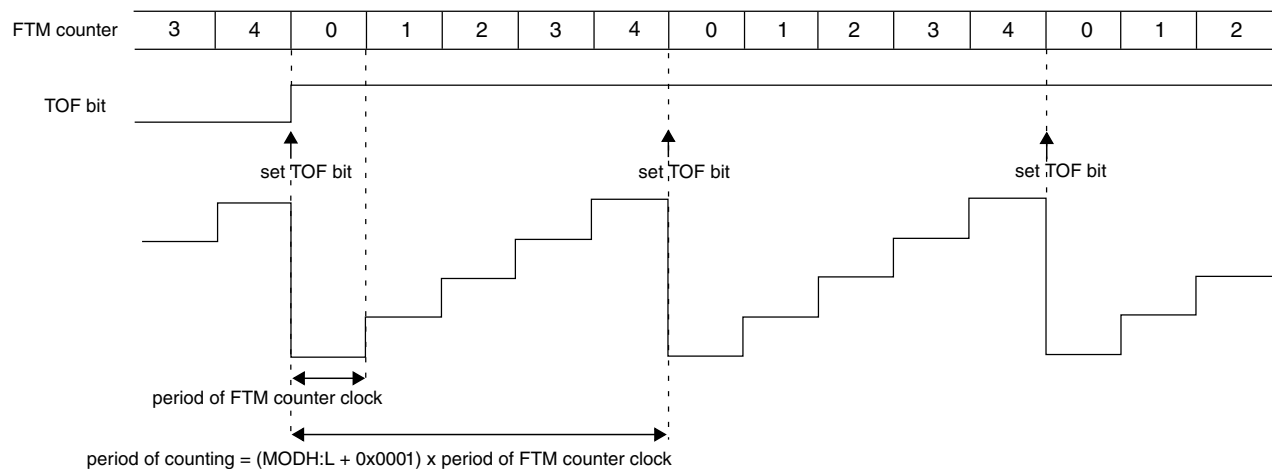 FTM counter 3 4 0 1 2 3 4 0 1 2 3 4 0 1 2
TOF bit
set TOF bit set TOF bit set TOF bit
period of FTM counter clock
period of counting = (MODH:L + 0x0001) x period of FTM counter clock